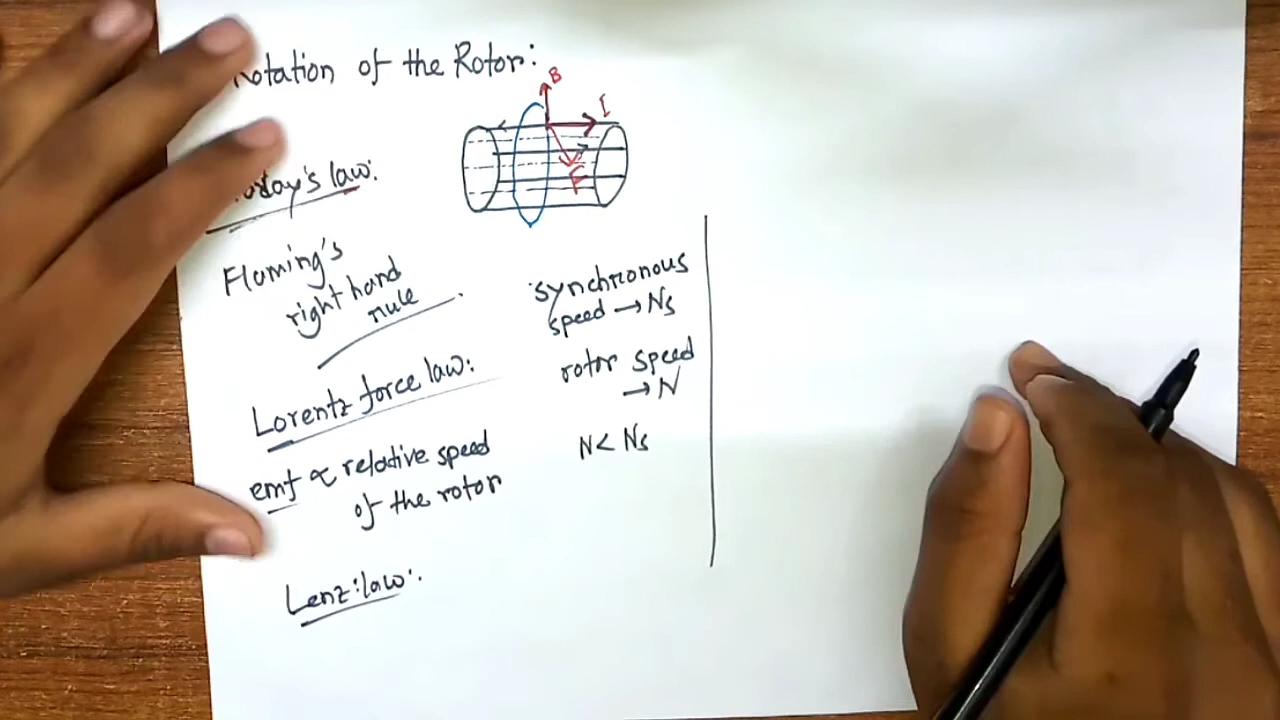 Rotation of the Rotor:
B
I
F
law:
Fleming's
right hand
rule
synchronous
speed → Ns
rotor speed
→ N
Lorentz force law:
N < Ns
emf ∝ relative speed
of the rotor
Lenz:law: